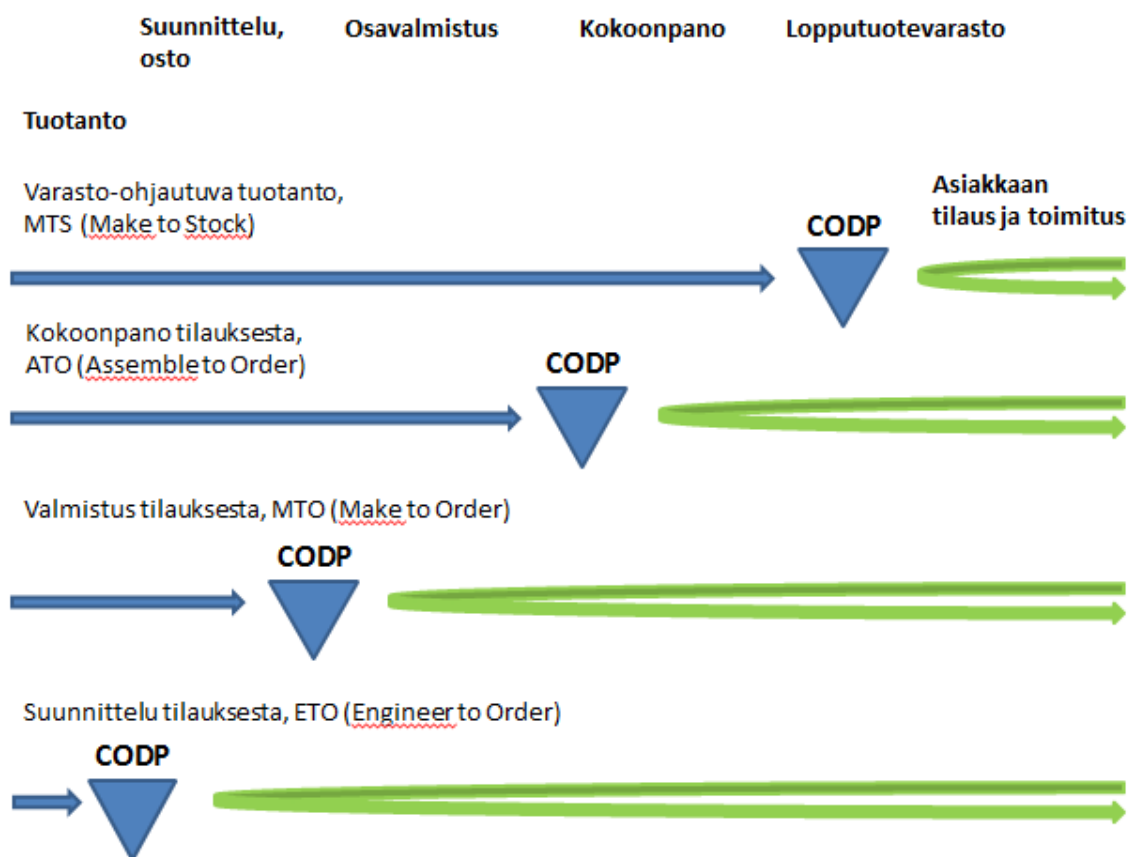 Suunnittelu,
osto
Osavalmistus
Kokoonpano
Lopputuotevarasto
Tuotanto
Varasto-ohjautuva tuotanto,
MTS (Make to Stock)
CODP
Asiakkaan
tilaus ja toimitus
Kokoonpano tilauksesta,
ATO (Assemble to Order)
CODP
Valmistus tilauksesta, MTO (Make to Order)
CODP
Suunnittelu tilauksesta, ETO (Engineer to Order)
CODP